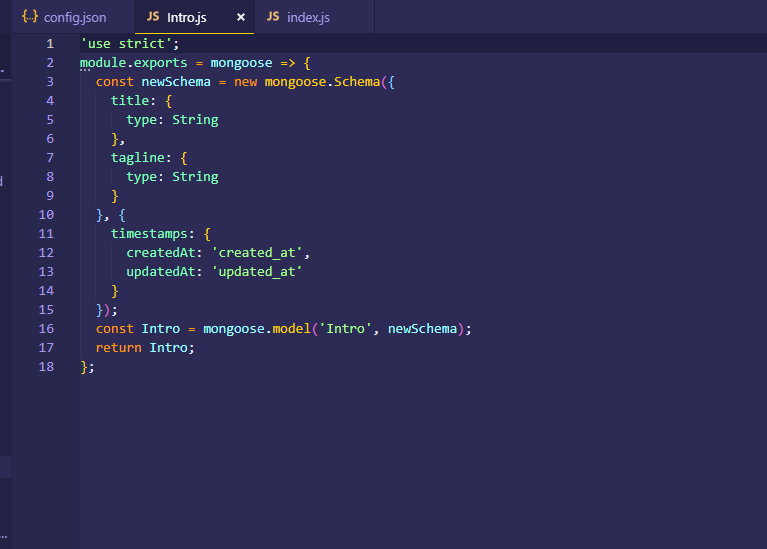 {..} config.json JS Intro.js × JS index.js
1 'use strict';
2 module.exports = mongoose => {
3 const newSchema = new mongoose.Schema({
4 title: {
5 type: String
6 },
7 tagline: {
8 type: String
9 }
10 }, {
11 timestamps: {
12 createdAt: 'created_at',
13 updatedAt: 'updated_at'
14 }
15 });
16 const Intro = mongoose.model('Intro', newSchema);
17 return Intro;
18 };